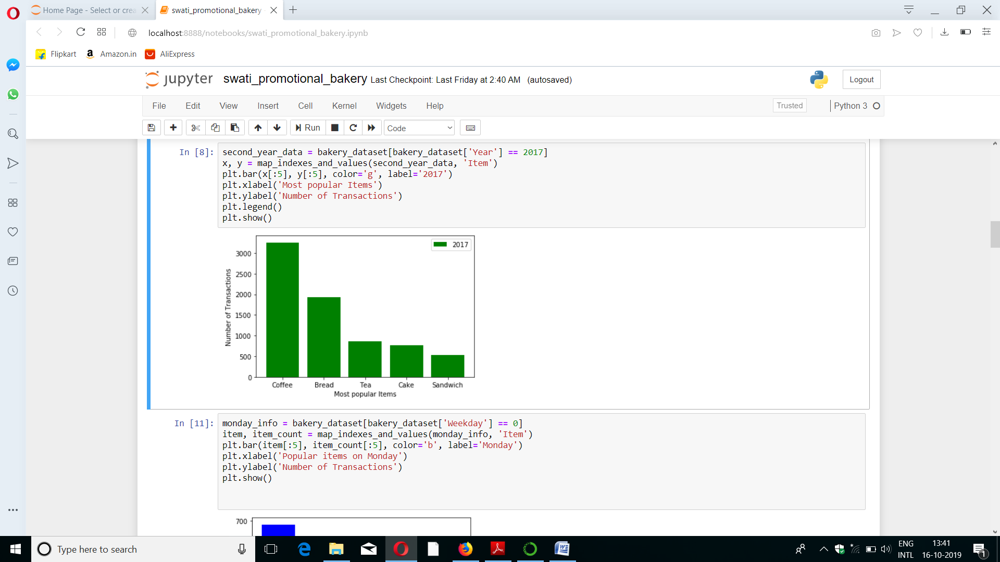 Home Page - Select or crea
swati_promotional_bakery
localhost:8888/notebooks/swati_promotional_bakery.ipynb
Flipkart
Amazon.in
AliExpress
jupyter swati_promotional_bakery Last Checkpoint: Last Friday at 2:40 AM (autosaved)
Logout
File Edit View Insert Cell Kernel Widgets Help
Trusted
Python 3
Run
Code
In [8]:
second_year_data = bakery_dataset[bakery_dataset['Year'] == 2017]
x, y = map_indexes_and_values(second_year_data, 'Item')
plt.bar(x[:5], y[:5], color='g', label='2017')
plt.xlabel('Most popular Items')
plt.ylabel('Number of Transactions')
plt.legend()
plt.show()
2017
3000
2500
2000
1500
1000
500
0
Number of Transactions
Coffee Bread Tea Cake Sandwich
Most popular Items
In [11]:
monday_info = bakery_dataset[bakery_dataset['Weekday'] == 0]
item, item_count = map_indexes_and_values(monday_info, 'Item')
plt.bar(item[:5], item_count[:5], color='b', label='Monday')
plt.xlabel('Popular items on Monday')
plt.ylabel('Number of Transactions')
plt.show()
700
Type here to search
ENG
INTL
13:41
16-10-2019
1